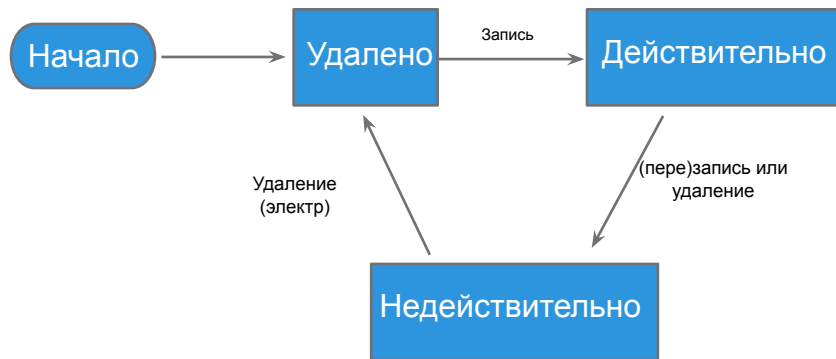 Начало
Удалено
Запись
Действительно
(пере)запись или
удаление
Удаление
(электр)
Недействительно